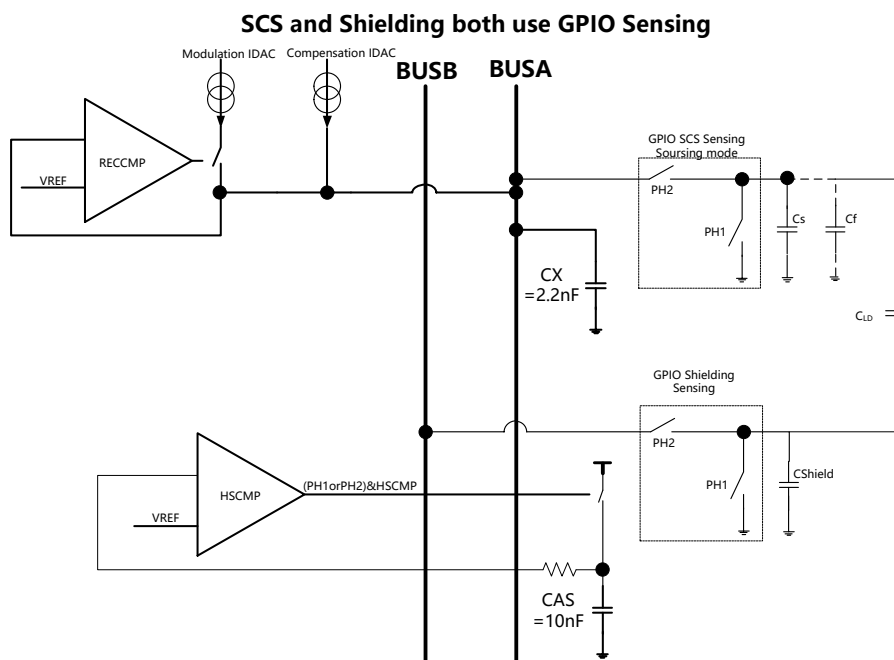 SCS and Shielding both use GPIO Sensing
Modulation IDAC
Compensation IDAC
BUSB
BUSA
GPIO SCS Sensing
Soursing mode
RECCMP
VREF
PH2
PH1
Cs
Cf
CX
=2.2nF
CLD
GPIO Shielding
Sensing
PH2
HSCMP
(PH1orPH2)&HSCMP
PH1
CShield
VREF
CAS
=10nF